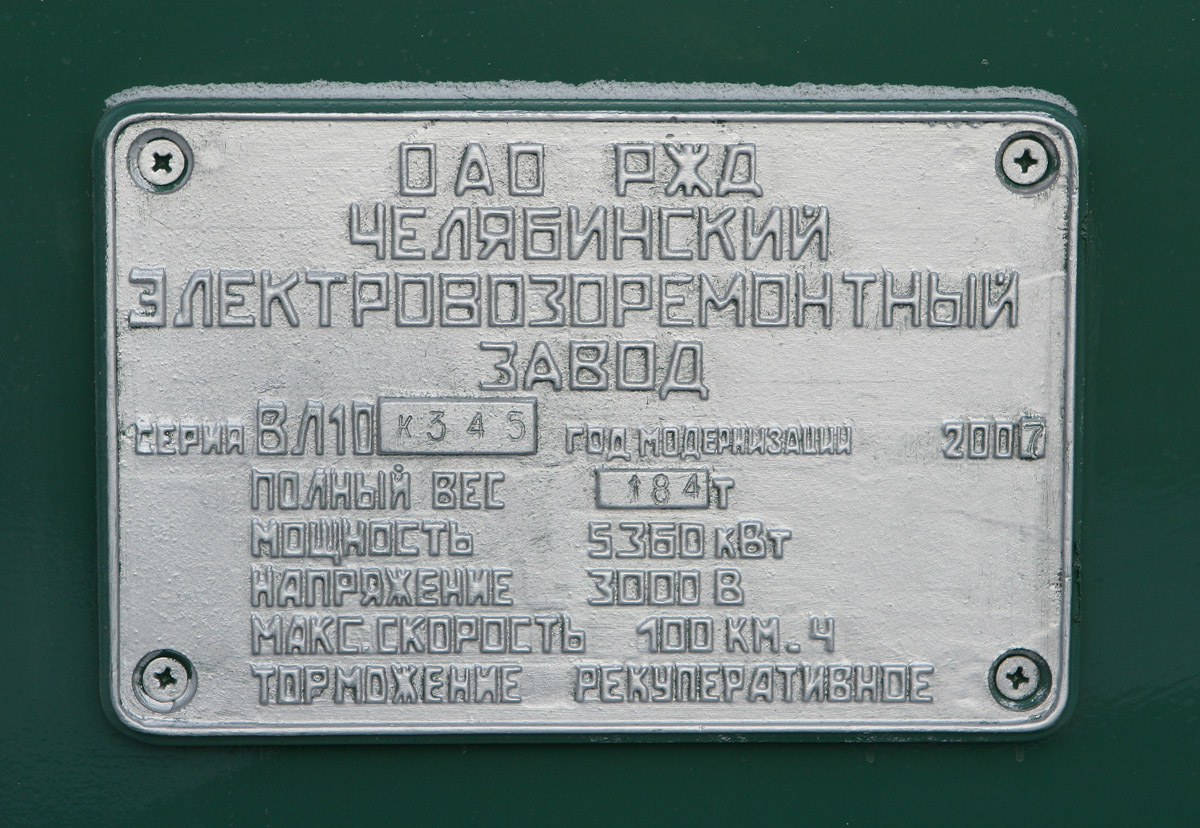 ОАО РЖД
ЧЕЛЯБИНСКИЙ
ЭЛЕКТРОВОЗОРЕМОНТНЫЙ
ЗАВОД
СЕРИЯ ВЛ10 К345 ГОД МОДЕРНИЗАЦИИ 2007
ПОЛНЫЙ ВЕС 184 Т
МОЩНОСТЬ 5360 кВт
НАПРЯЖЕНИЕ 3000 В
МАКС.СКОРОСТЬ 100 КМ.Ч
ТОРМОЖЕНИЕ РЕКУПЕРАТИВНОЕ